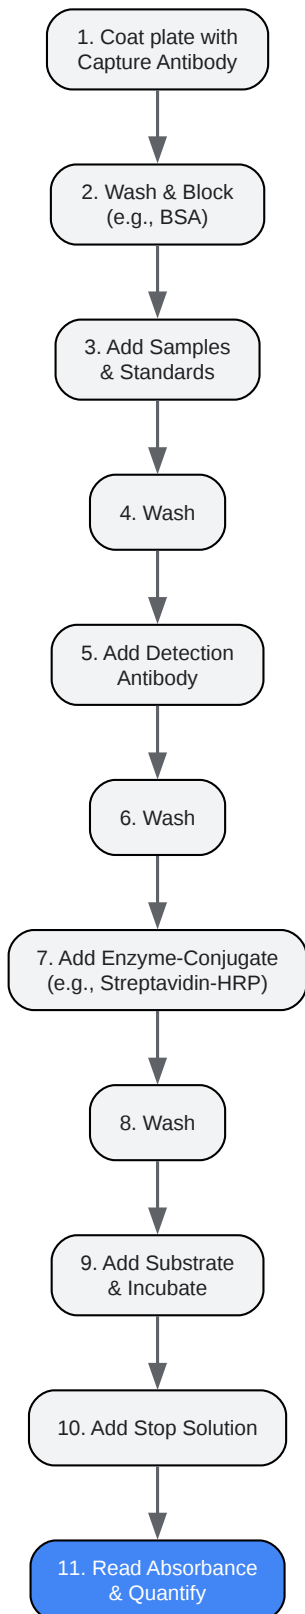 1. Coat plate with
Capture Antibody
2. Wash & Block
(e.g., BSA)
3. Add Samples
& Standards
4. Wash
5. Add Detection
Antibody
6. Wash
7. Add Enzyme-Conjugate
(e.g., Streptavidin-HRP)
8. Wash
9. Add Substrate
& Incubate
10. Add Stop Solution
11. Read Absorbance
& Quantify